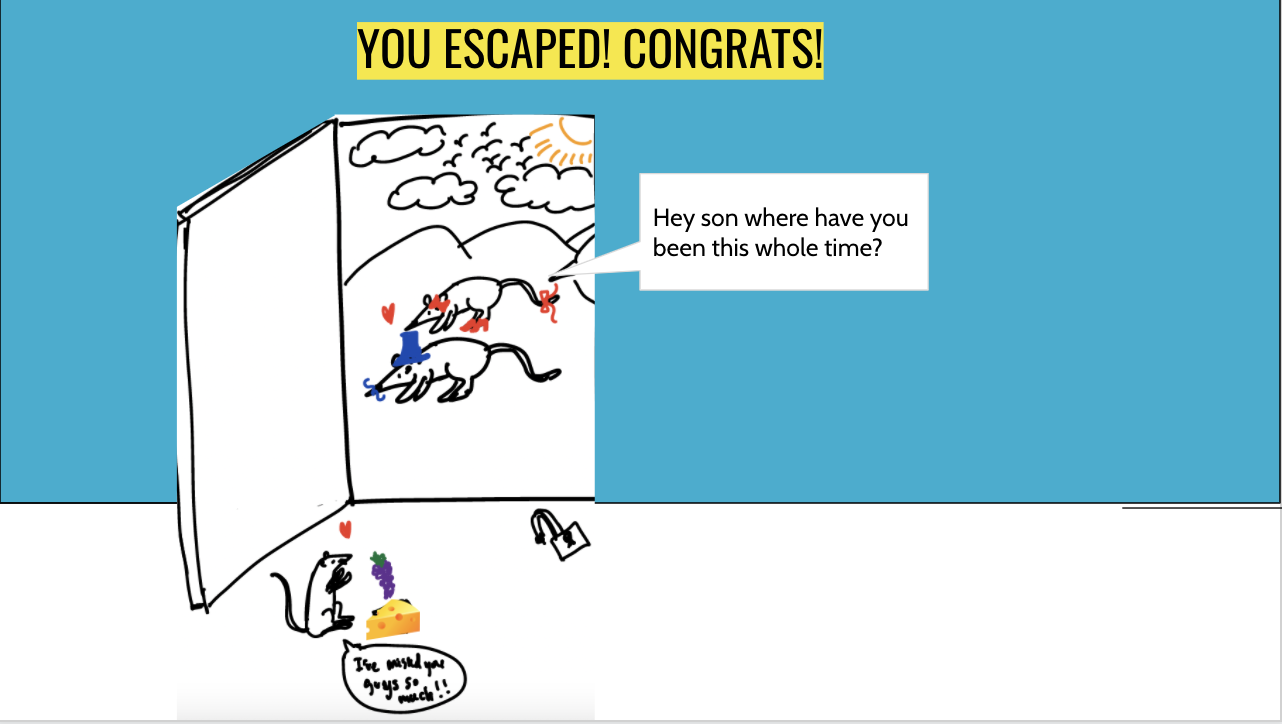 YOU ESCAPED! CONGRATS!
Hey son where have you
been this whole time?
I've missed you
guys so
much!!